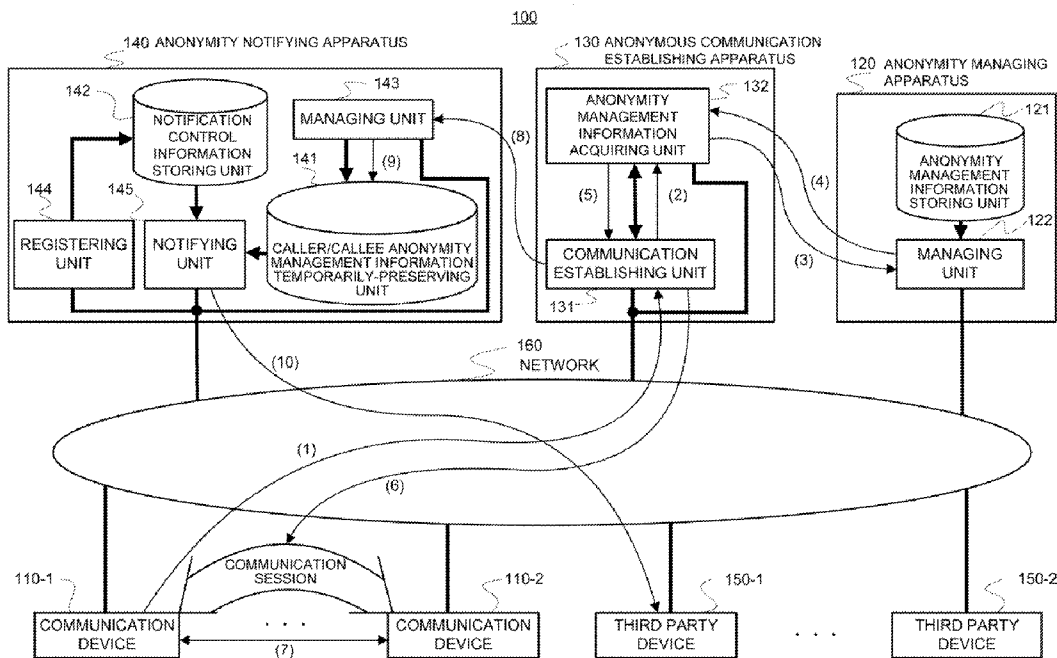 100
140 ANONYMITY NOTIFYING APPARATUS
142
NOTIFICATION
CONTROL
INFORMATION
STORING UNIT
143
MANAGING UNIT
(9)
141
144
REGISTERING
UNIT
145
NOTIFYING
UNIT
CALLER/CALLEE ANONYMITY
MANAGEMENT INFORMATION
TEMPORARILY-PRESERVING
UNIT
(8)
130 ANONYMOUS COMMUNICATION
ESTABLISHING APPARATUS
132
ANONYMITY
MANAGEMENT
INFORMATION
ACQUIRING UNIT
(5)
(2)
COMMUNICATION
ESTABLISHING UNIT
131
(4)
(3)
120 ANONYMITY MANAGING
APPARATUS
121
ANONYMITY
MANAGEMENT
INFORMATION
STORING UNIT
122
MANAGING
UNIT
(10)
160
NETWORK
(1)
(6)
110-1
COMMUNICATION
DEVICE
COMMUNICATION
SESSION
. . .
(7)
110-2
COMMUNICATION
DEVICE
150-1
THIRD PARTY
DEVICE
. . .
150-2
THIRD PARTY
DEVICE